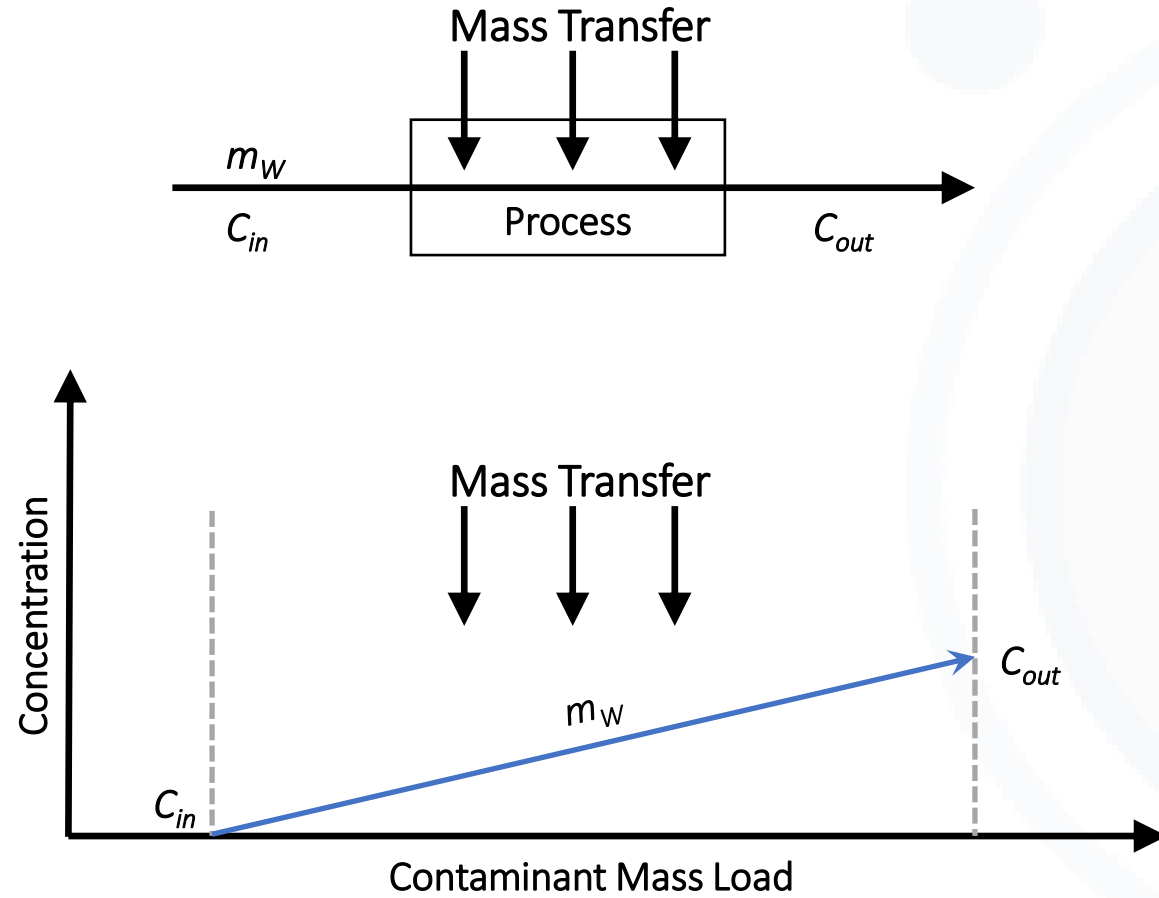 Mass Transfer
m_W
C_in
Process
C_out
Mass Transfer
Concentration
C_out
m_W
C_in
Contaminant Mass Load